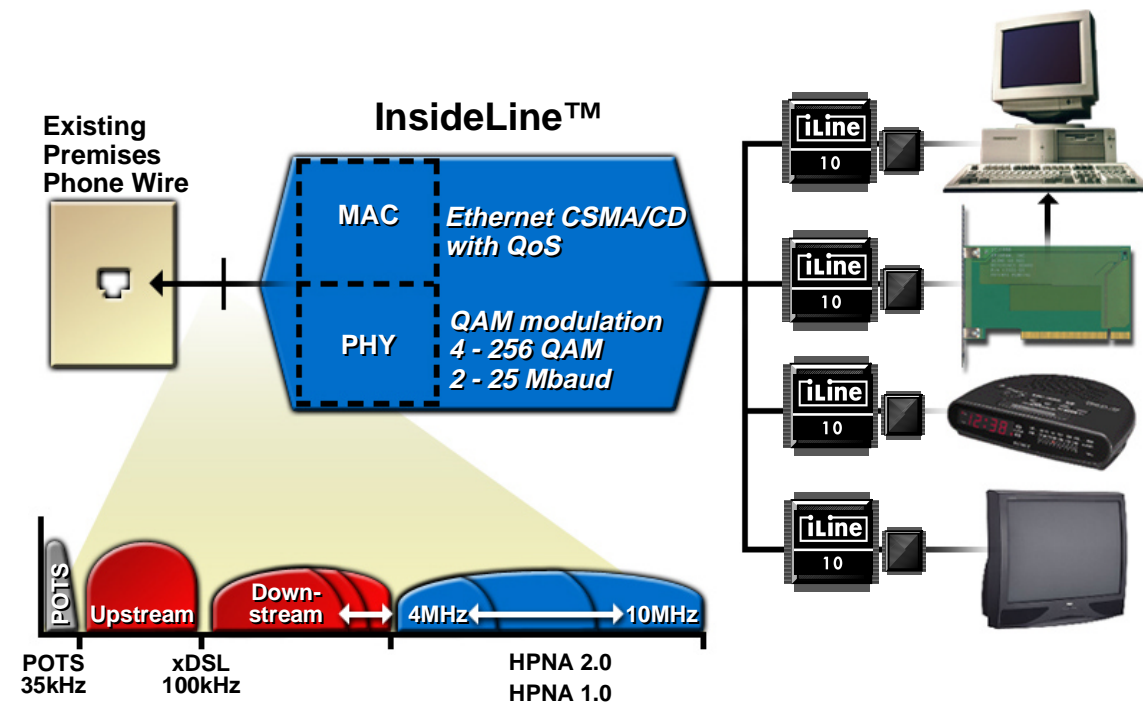 InsideLine™
Existing
Premises
Phone Wire
MAC
Ethernet CSMA/CD
with QoS
PHY
QAM modulation
4 - 256 QAM
2 - 25 Mbaud
iLine
10
iLine
10
iLine
10
12:38
iLine
10
POTS
Upstream
Down-
stream
4MHz
10MHz
POTS
35kHz
xDSL
100kHz
HPNA 2.0
HPNA 1.0